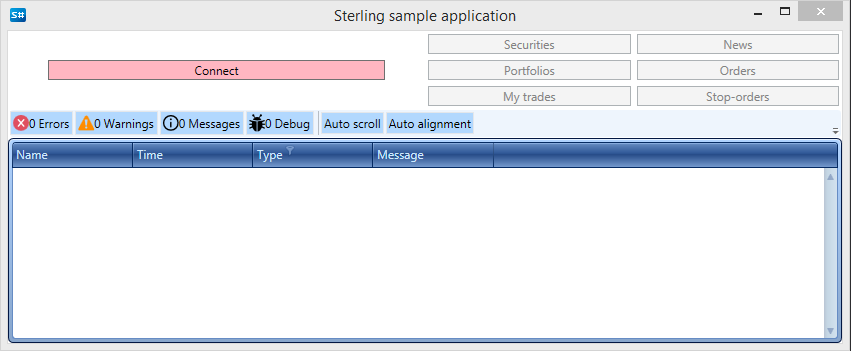 S# Sterling sample application
Securities News
Connect
Portfolios Orders
My trades Stop-orders
0 Errors 0 Warnings 0 Messages 0 Debug Auto scroll Auto alignment
Name Time Type Message